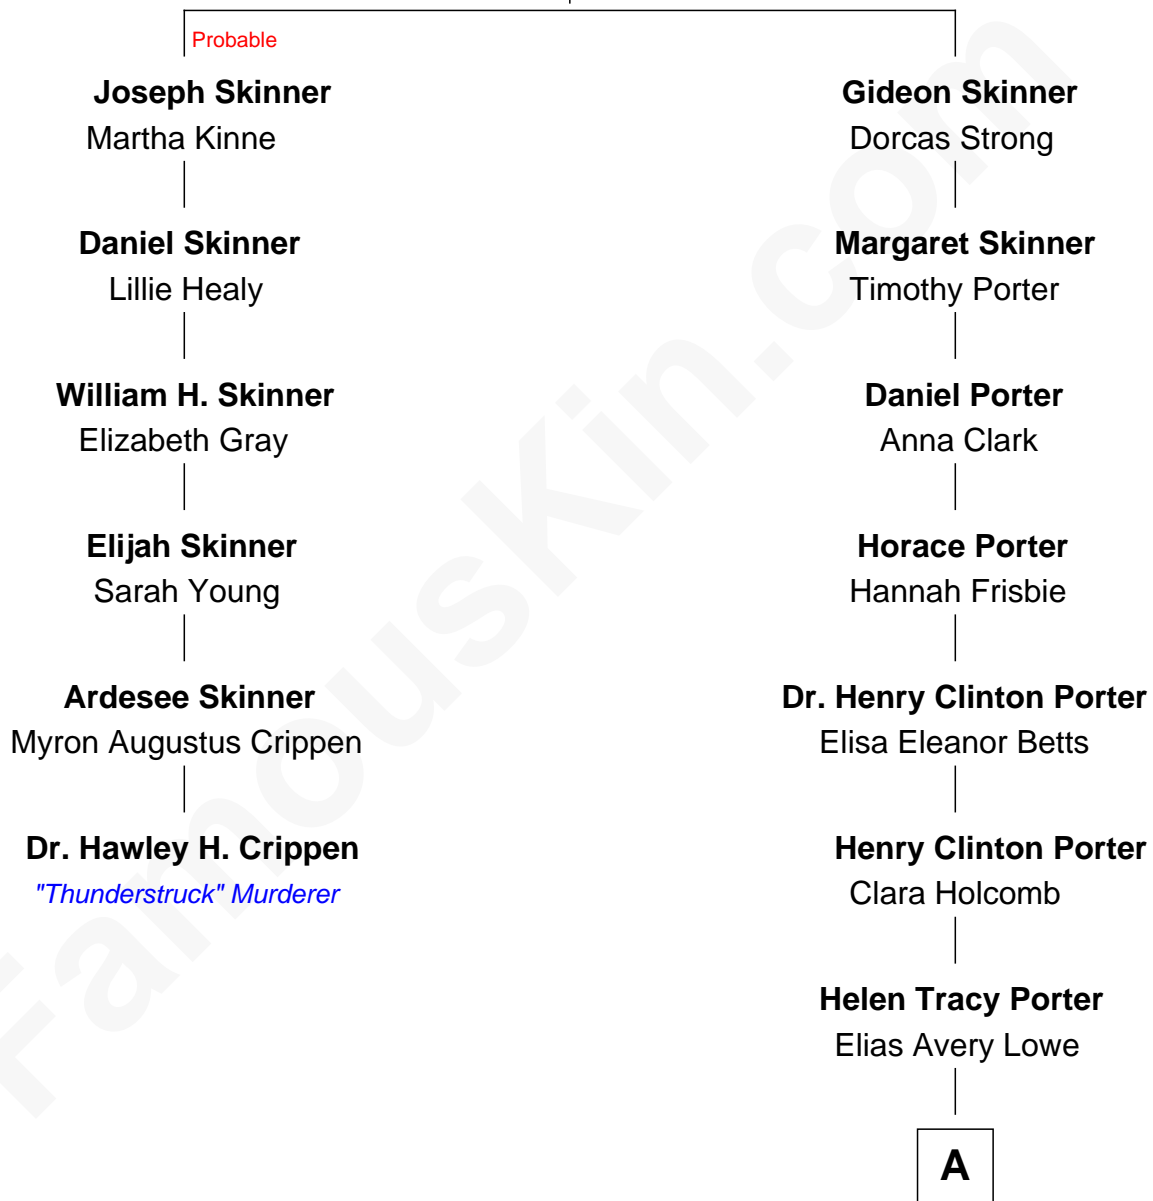 Probable
Joseph Skinner
Martha Kinne
Gideon Skinner
Dorcas Strong
Daniel Skinner
Lillie Healy
Margaret Skinner
Timothy Porter
William H. Skinner
Elizabeth Gray
Daniel Porter
Anna Clark
Elijah Skinner
Sarah Young
Horace Porter
Hannah Frisbie
Ardesee Skinner
Myron Augustus Crippen
Dr. Henry Clinton Porter
Elisa Eleanor Betts
Dr. Hawley H. Crippen
"Thunderstruck" Murderer
Henry Clinton Porter
Clara Holcomb
Helen Tracy Porter
Elias Avery Lowe
A
FamousKin.com